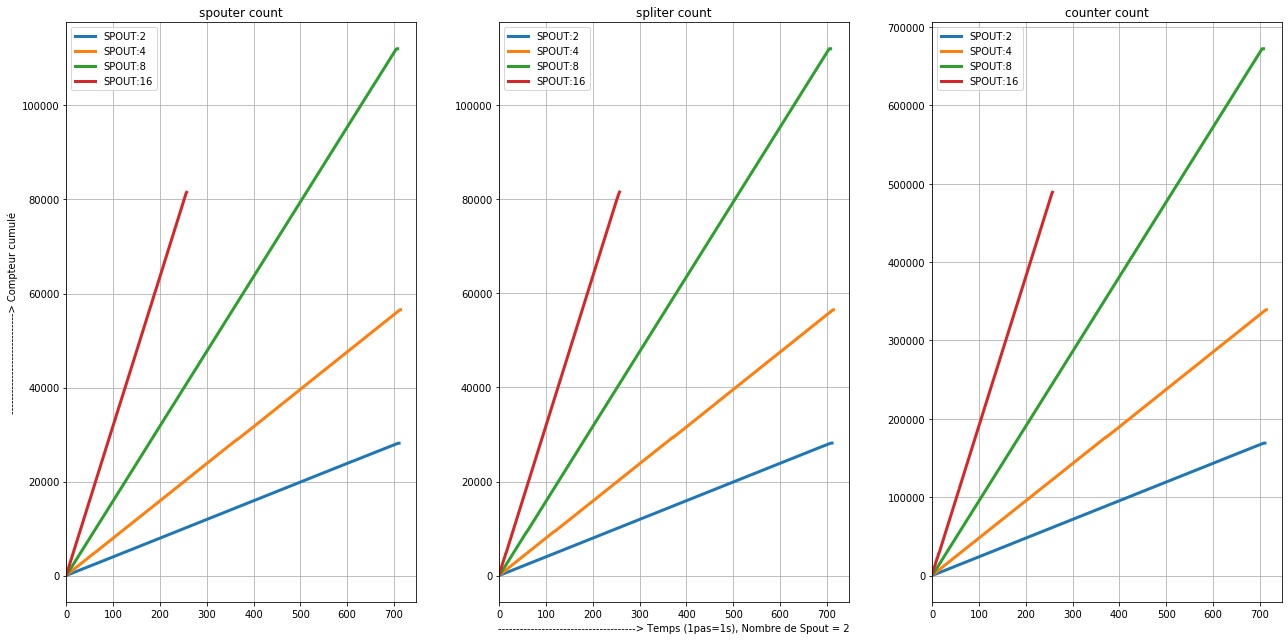 spouter count
SPOUT:2
SPOUT:4
SPOUT:8
SPOUT:16
100000
80000
60000
40000
20000
0
0 100 200 300 400 500 600 700
--------------------------------------> Compteur cumulé
spliter count
SPOUT:2
SPOUT:4
SPOUT:8
SPOUT:16
100000
80000
60000
40000
20000
0
0 100 200 300 400 500 600 700
--------------------------------------> Temps (1pas=1s), Nombre de Spout = 2
counter count
SPOUT:2
SPOUT:4
SPOUT:8
SPOUT:16
700000
600000
500000
400000
300000
200000
100000
0
0 100 200 300 400 500 600 700